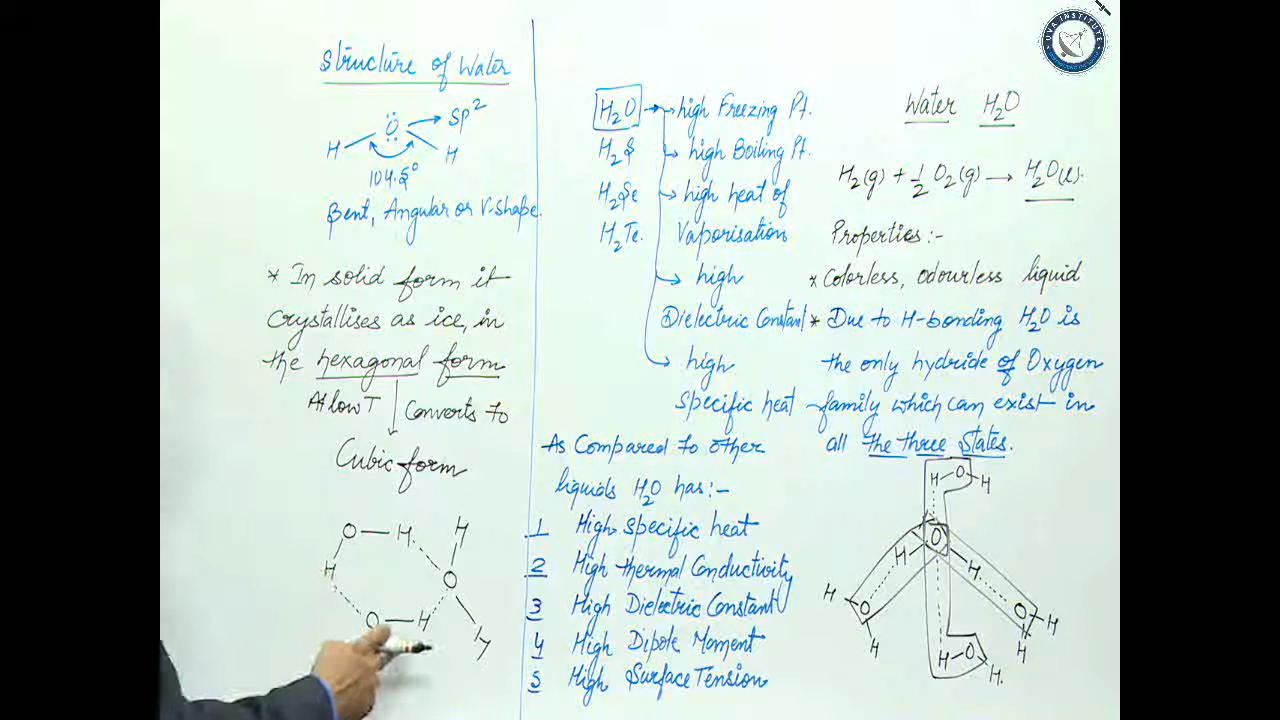 UVA INSTITUTE
Structure of Water
H O H
Sp2
104.5°
Bent, Angular or V-shape.
* In solid form it
crystallises as ice, in
the hexagonal form
At low T Converts to
Cubic form
O — H H
H O
O — H H
H2O → high Freezing Pt.
H2S → high Boiling Pt.
H2Se → high heat of
H2Te. Vaporisation
→ high
Dielectric Constant
→ high
specific heat
As Compared to other
liquids H2O has:-
1 High specific heat
2 High thermal Conductivity
3 High Dielectric Constant
4 High Dipole Moment
5 High Surface Tension
Water H2O
H2(g) + 1/2 O2(g) → H2O(l).
Properties:-
* Colorless, odourless liquid
* Due to H-bonding H2O is
the only hydride of Oxygen
family which can exist in
all the three States.
H — O — H
O
H H
H O O H
H H
H — O
H.